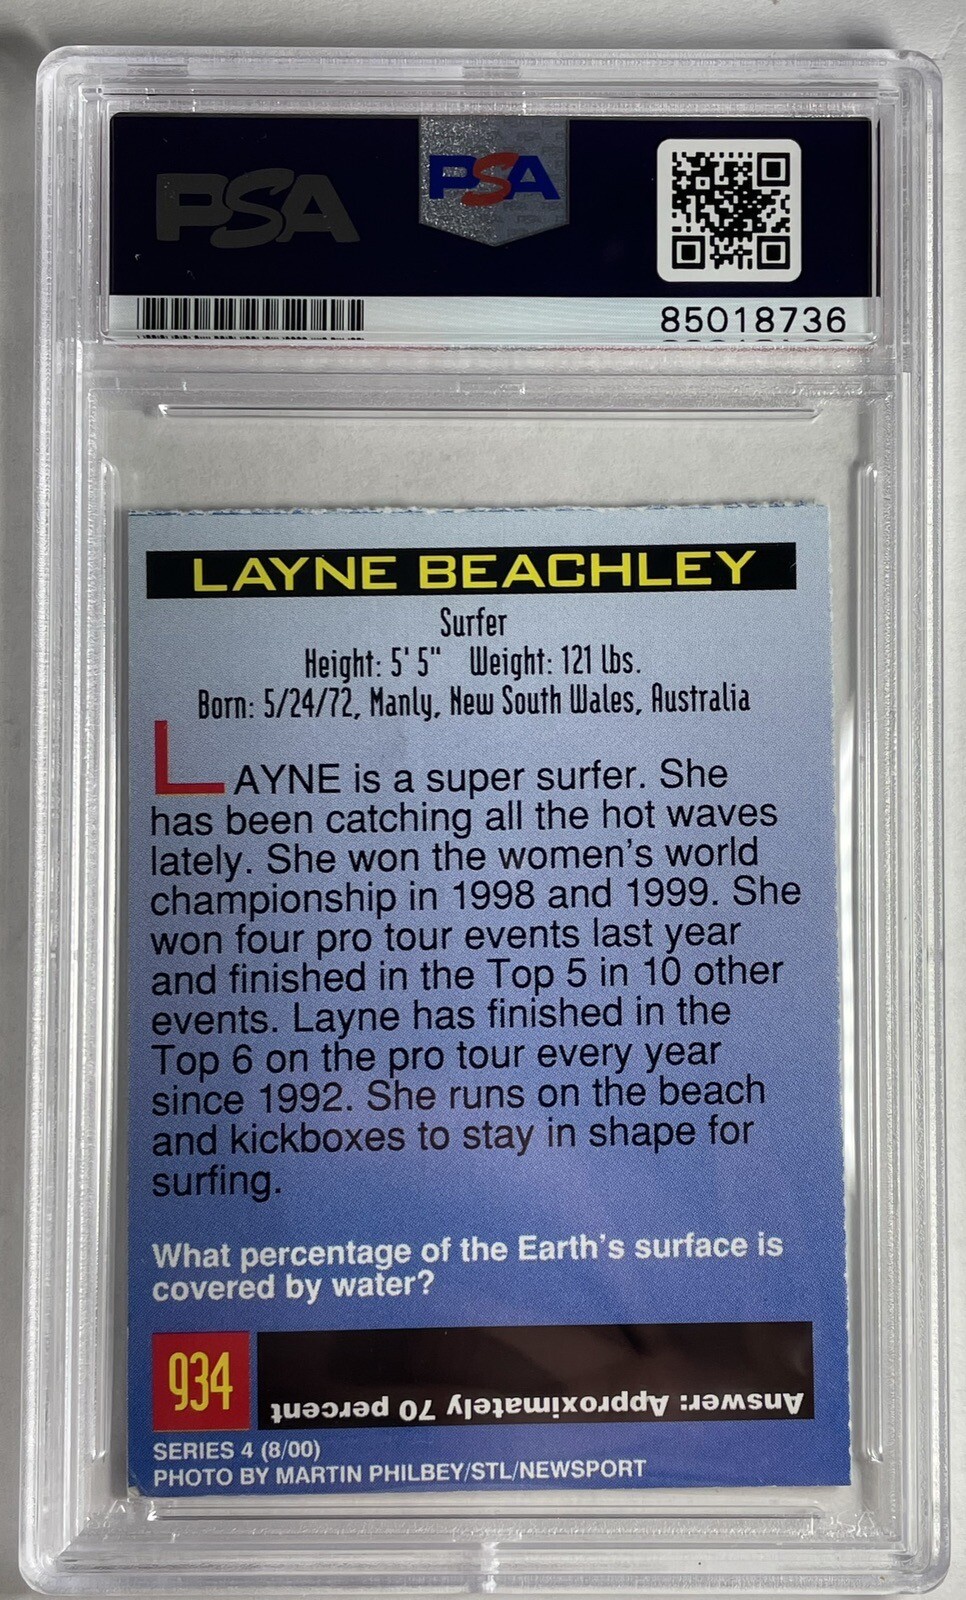 PSA
PSA
85018736
LAYNE BEACHLEY
Surfer
Height: 5' 5" Weight: 121 lbs.
Born: 5/24/72, Manly, New South Wales, Australia
LAYNE is a super surfer. She
has been catching all the hot waves
lately. She won the women's world
championship in 1998 and 1999. She
won four pro tour events last year
and finished in the Top 5 in 10 other
events. Layne has finished in the
Top 6 on the pro tour every year
since 1992. She runs on the beach
and kickboxes to stay in shape for
surfing.
What percentage of the Earth's surface is
covered by water?
934
Answer: Approximately 70 percent
SERIES 4 (8/00)
PHOTO BY MARTIN PHILBEY/STL/NEWSPORT